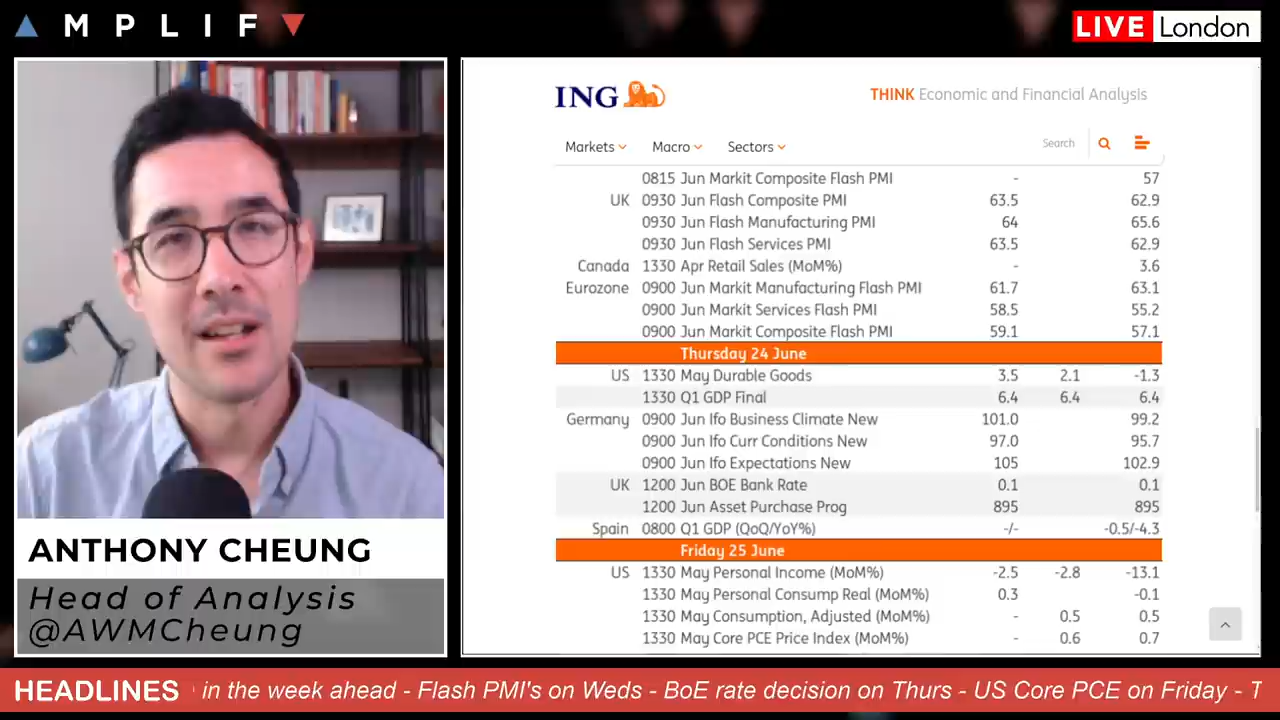 AMPLIFY
LIVE London
ING
THINK Economic and Financial Analysis
Markets Macro Sectors Search
0815 Jun Markit Composite Flash PMI - 57
UK 0930 Jun Flash Composite PMI 63.5 62.9
0930 Jun Flash Manufacturing PMI 64 65.6
0930 Jun Flash Services PMI 63.5 62.9
Canada 1330 Apr Retail Sales (MoM%) - 3.6
Eurozone 0900 Jun Markit Manufacturing Flash PMI 61.7 63.1
0900 Jun Markit Services Flash PMI 58.5 55.2
0900 Jun Markit Composite Flash PMI 59.1 57.1
Thursday 24 June
US 1330 May Durable Goods 3.5 2.1 -1.3
1330 Q1 GDP Final 6.4 6.4 6.4
Germany 0900 Jun Ifo Business Climate New 101.0 99.2
0900 Jun Ifo Curr Conditions New 97.0 95.7
0900 Jun Ifo Expectations New 105 102.9
UK 1200 Jun BOE Bank Rate 0.1 0.1
1200 Jun Asset Purchase Prog 895 895
Spain 0800 Q1 GDP (QoQ/YoY%) -/- -0.5/-4.3
Friday 25 June
US 1330 May Personal Income (MoM%) -2.5 -2.8 -13.1
1330 May Personal Consump Real (MoM%) 0.3 -0.1
1330 May Consumption, Adjusted (MoM%) - 0.5 0.5
1330 May Core PCE Price Index (MoM%) - 0.6 0.7
ANTHONY CHEUNG
Head of Analysis
@AWMCheung
HEADLINES in the week ahead - Flash PMI's on Weds - BoE rate decision on Thurs - US Core PCE on Friday - T